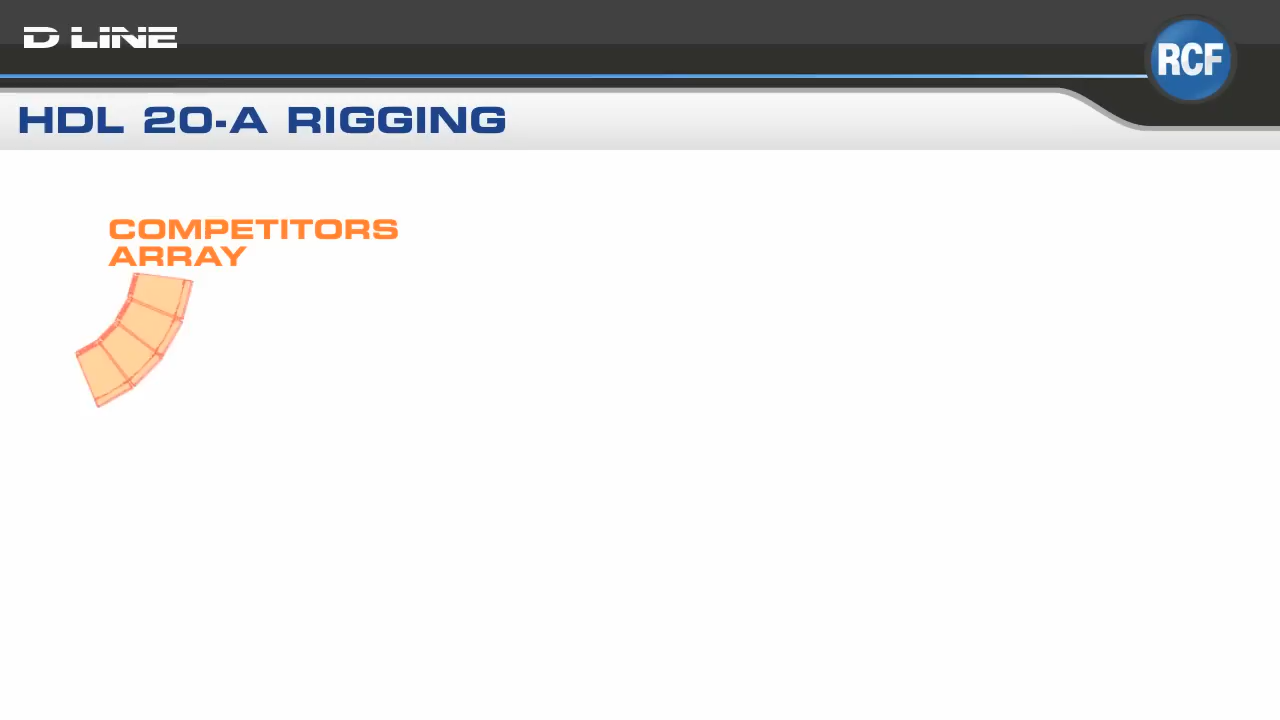 D LINE
RCF
HDL 20-A RIGGING
COMPETITORS
ARRAY